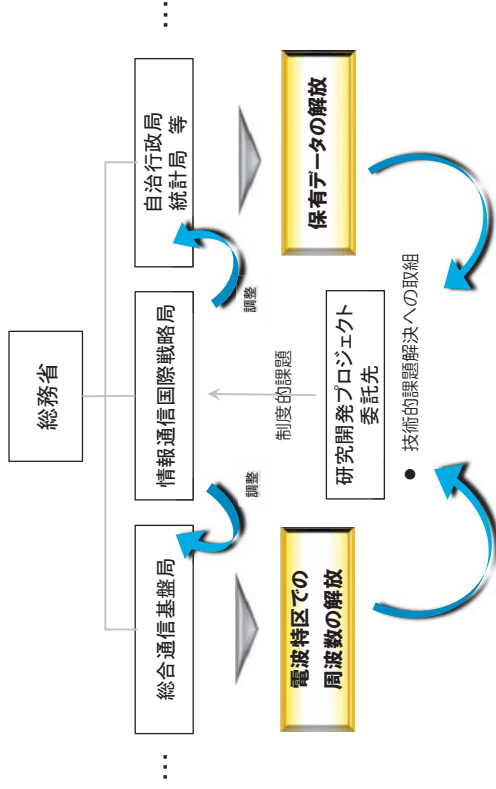 総務省
…
総合通信基盤局
情報通信国際戦略局
自治行政局
統計局 等
…
調整
調整
制度的課題
電波特区での
周波数の解放
研究開発プロジェクト
委託先
保有データの解放
● 技術的課題解決への取組